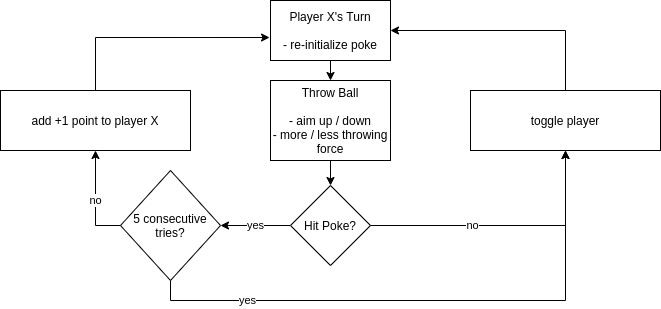 Player X's Turn
- re-initialize poke
Throw Ball
- aim up / down
- more / less throwing
force
add +1 point to player X
toggle player
no
5 consecutive
tries?
yes
Hit Poke?
no
yes